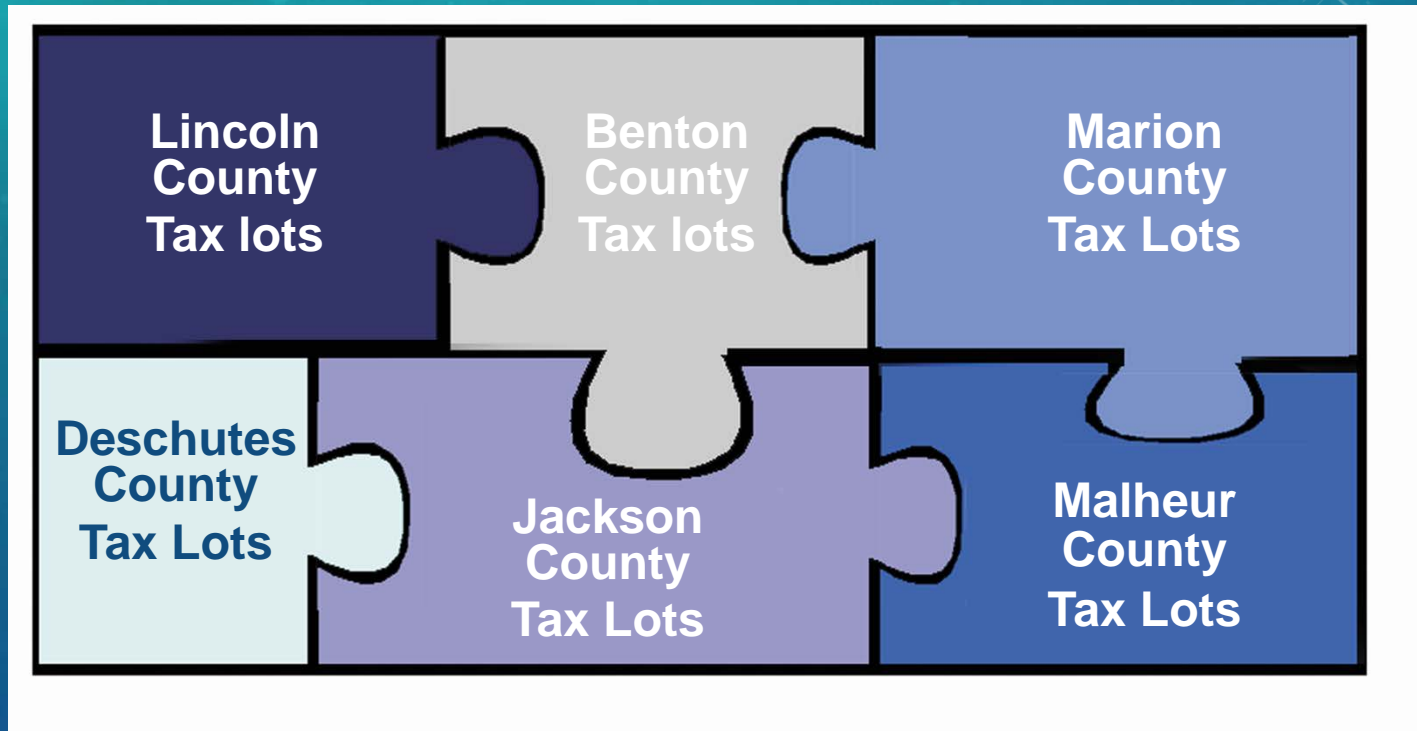 Lincoln
County
Tax lots
Benton
County
Tax lots
Marion
County
Tax Lots
Deschutes
County
Tax Lots
Jackson
County
Tax Lots
Malheur
County
Tax Lots